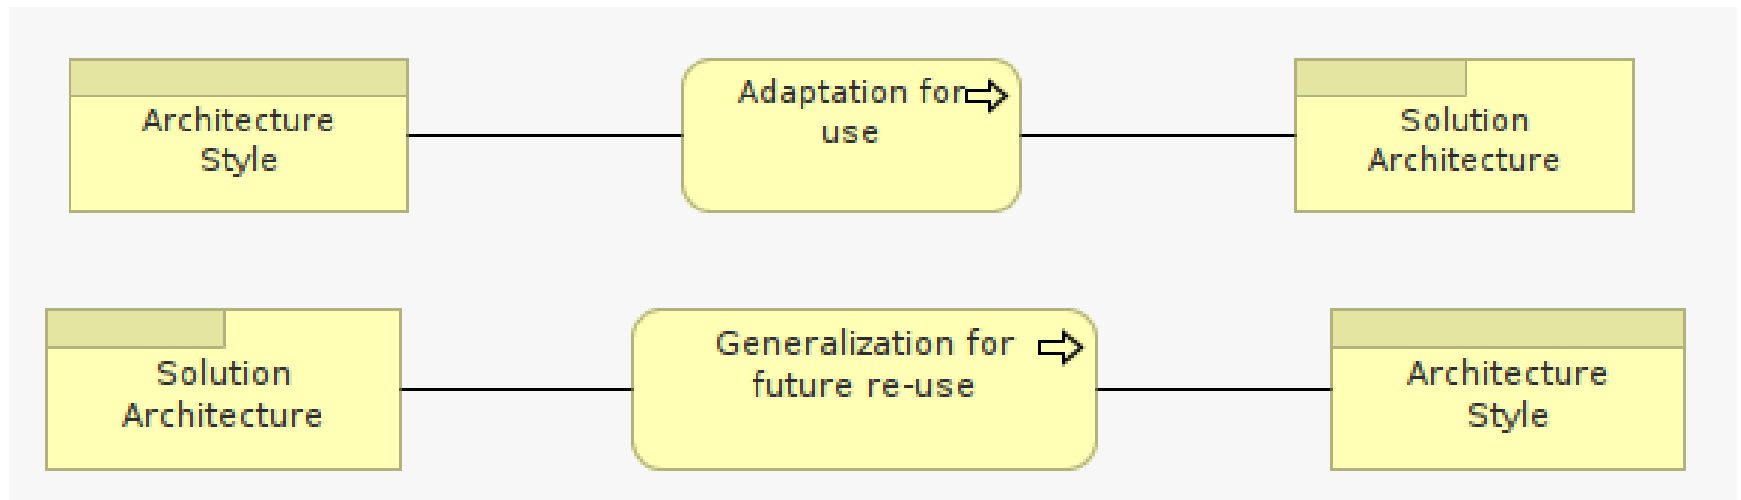 Architecture
Style
Adaptation for
use
Solution
Architecture
Solution
Architecture
Generalization for
future re-use
Architecture
Style